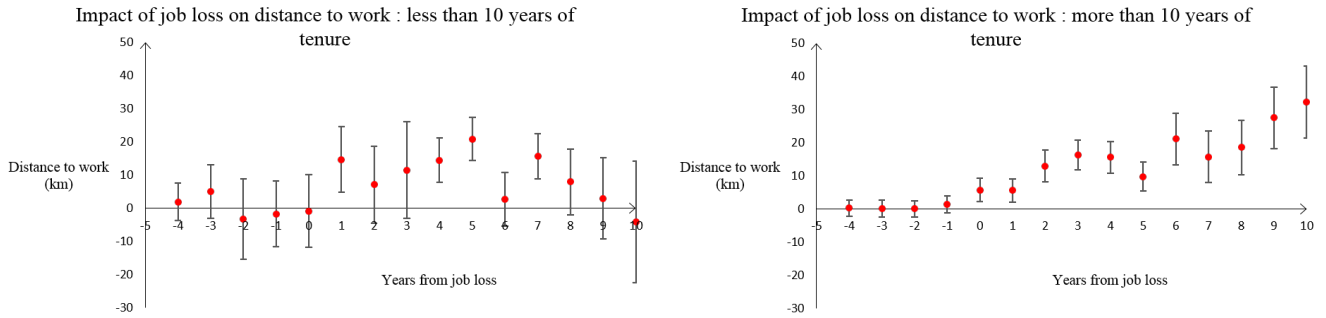 Impact of job loss on distance to work : less than 10 years of
tenure
50
40
30
20
10
0
-10
-20
-30
Distance to work
(km)
-5 -4 -3 -2 -1 0 1 2 3 4 5 6 7 8 9 10
Years from job loss
Impact of job loss on distance to work : more than 10 years of
tenure
50
40
30
20
10
0
-10
-20
-30
Distance to work
(km)
-5 -4 -3 -2 -1 0 1 2 3 4 5 6 7 8 9 10
Years from job loss